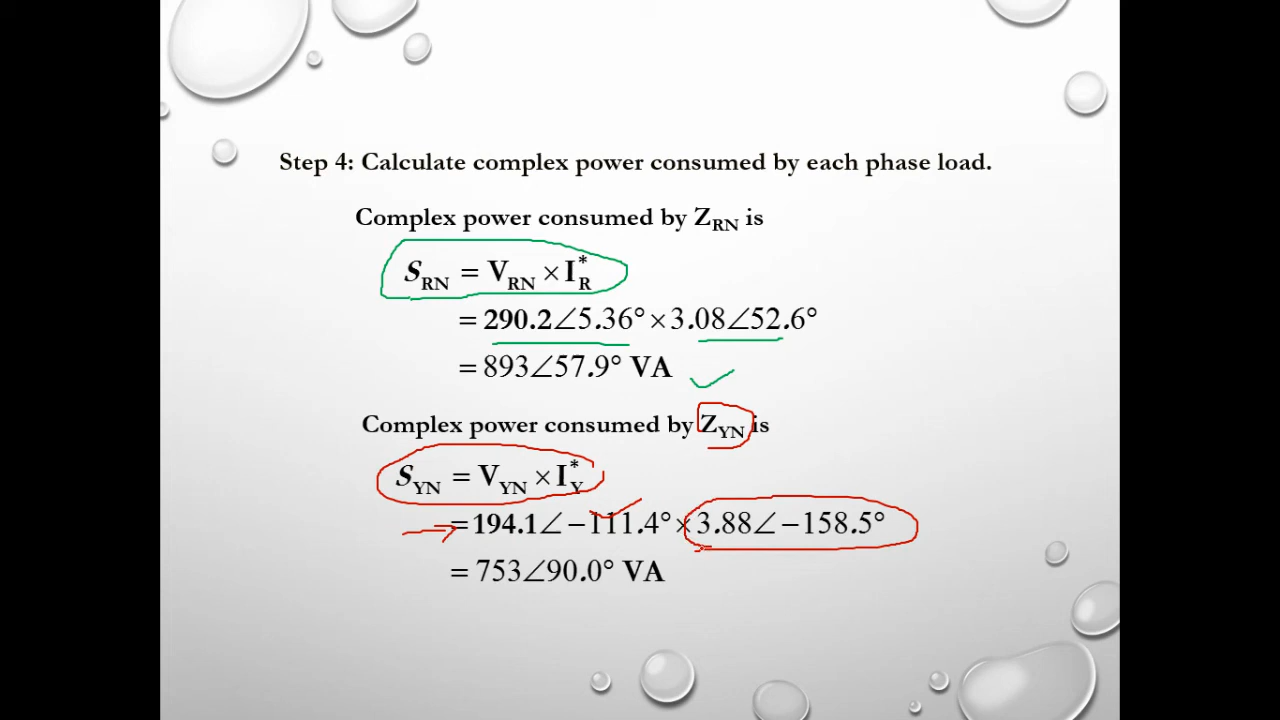 Step 4: Calculate complex power consumed by each phase load.
Complex power consumed by Z_RN is
S_RN = V_RN × I_R^*
= 290.2∠5.36° × 3.08∠52.6°
= 893∠57.9° VA
Complex power consumed by Z_YN is
S_YN = V_YN × I_Y^*
= 194.1∠−111.4° × 3.88∠−158.5°
= 753∠90.0° VA